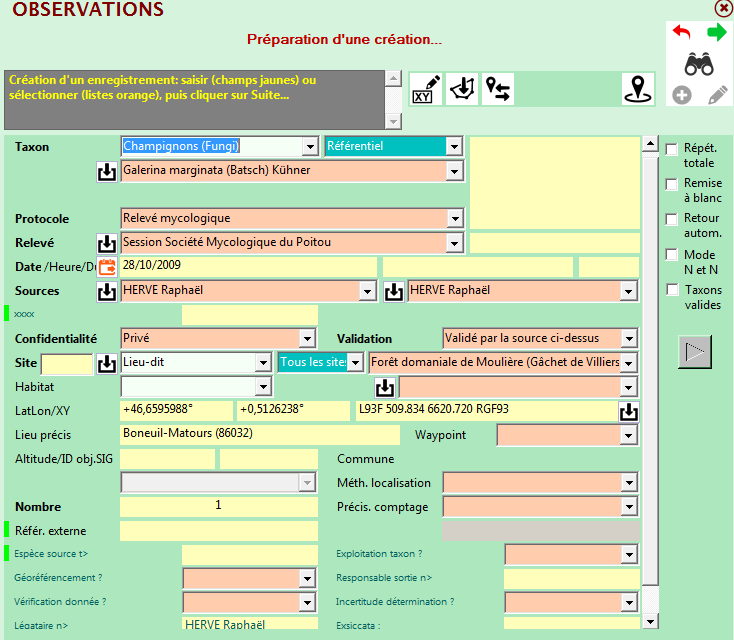 OBSERVATIONS
Préparation d'une création...
Création d'un enregistrement: saisir (champs jaunes) ou
sélectionner (listes orange), puis cliquer sur Suite...
XY
Taxon Champignons (Fungi) Référentiel
Galerina marginata (Batsch) Kühner
Protocole Relevé mycologique
Relevé Session Société Mycologique du Poitou
Date /Heure/Du 28/10/2009
Sources HERVE Raphaël HERVE Raphaël
xxxx
Confidentialité Privé Validation Validé par la source ci-dessus
Site Lieu-dit Tous les sites Forêt domaniale de Moulière (Gâchet de Villiers
Habitat
LatLon/XY +46,6595988° +0,5126238° L93F 509.834 6620.720 RGF93
Lieu précis Boneuil-Matours (86032) Waypoint
Altitude/ID obj.SIG Commune
Méth. localisation
Nombre 1 Précis. comptage
Référ. externe
Espèce source t> Exploitation taxon ?
Géoréférencement ? Responsable sortie n>
Vérification donnée ? Incertitude détermination ?
Légataire n> HERVE Raphaël Exsiccata :
Répét.
totale
Remise
à blanc
Retour
autom.
Mode
N et N
Taxons
valides